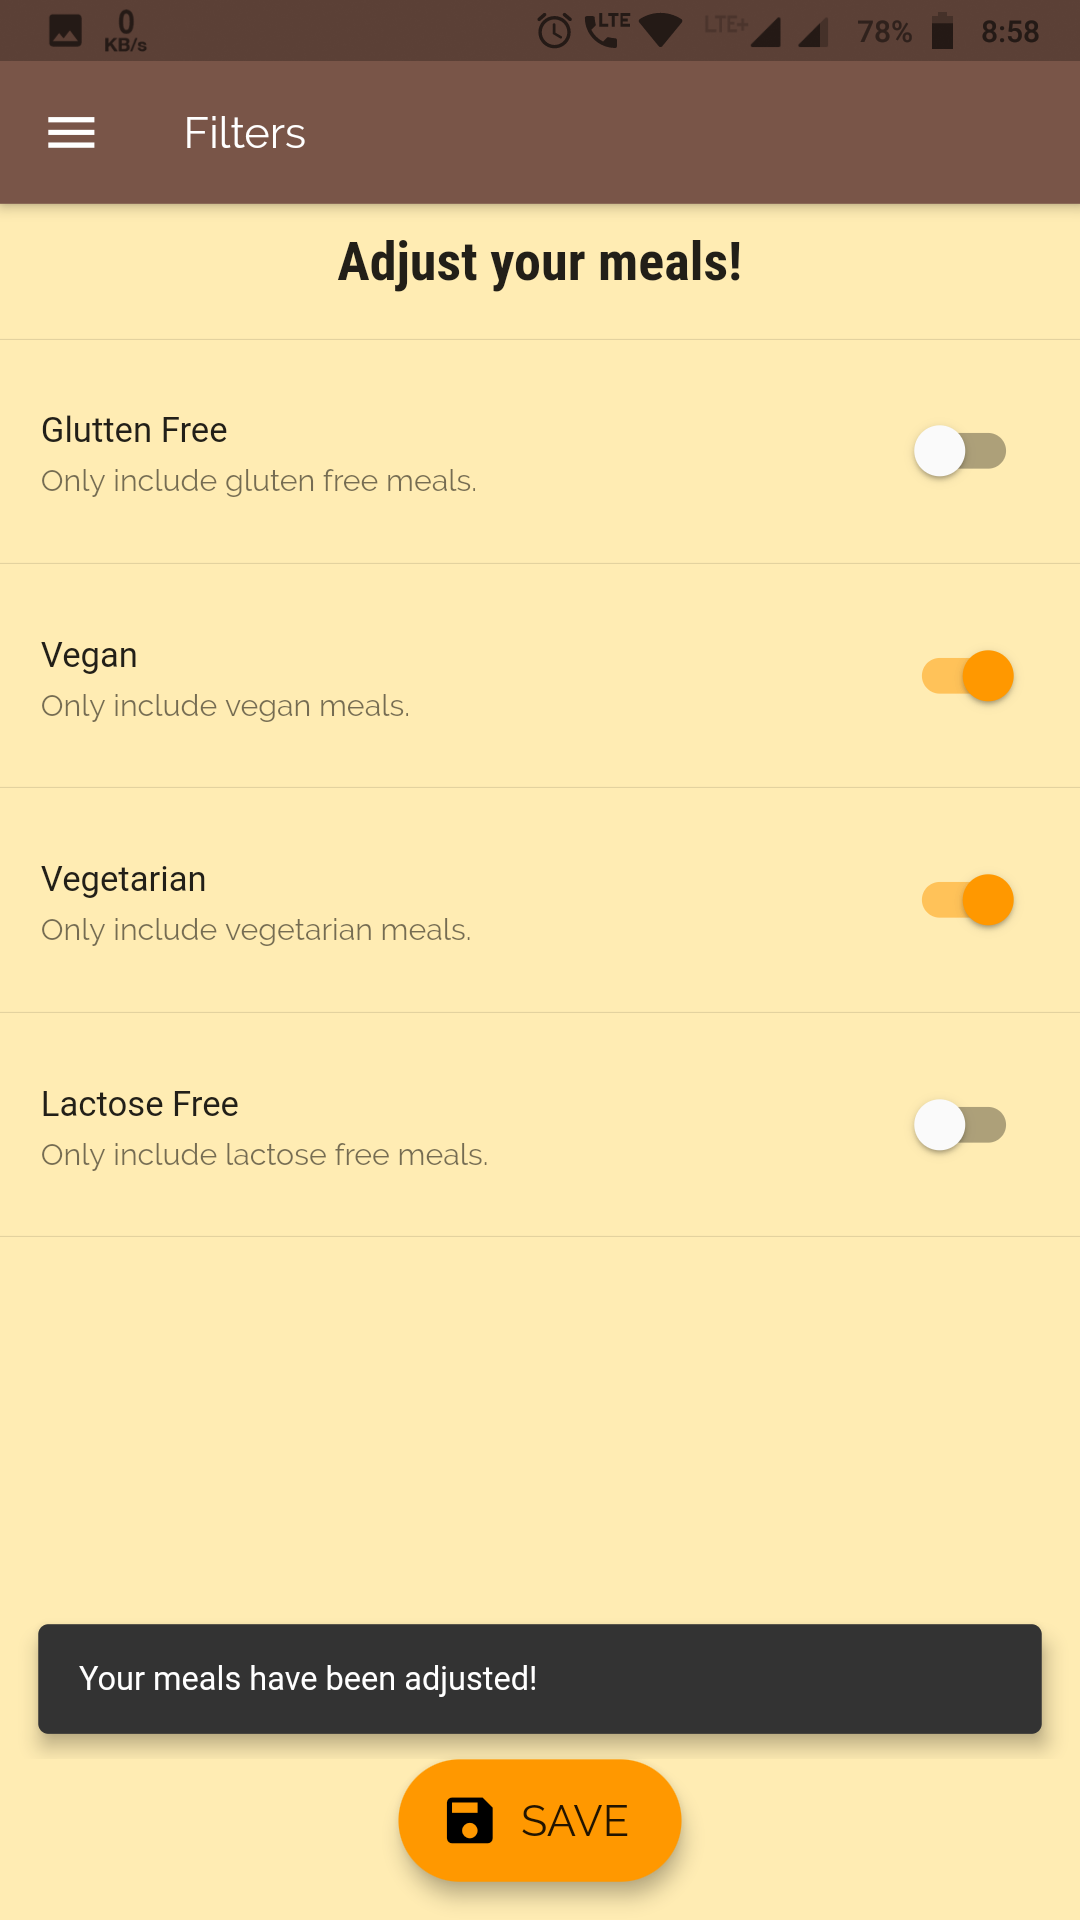 0
KB/s
LTE
LTE+
78%
8:58
Filters
Adjust your meals!
Glutten Free
Only include gluten free meals.
Vegan
Only include vegan meals.
Vegetarian
Only include vegetarian meals.
Lactose Free
Only include lactose free meals.
Your meals have been adjusted!
SAVE